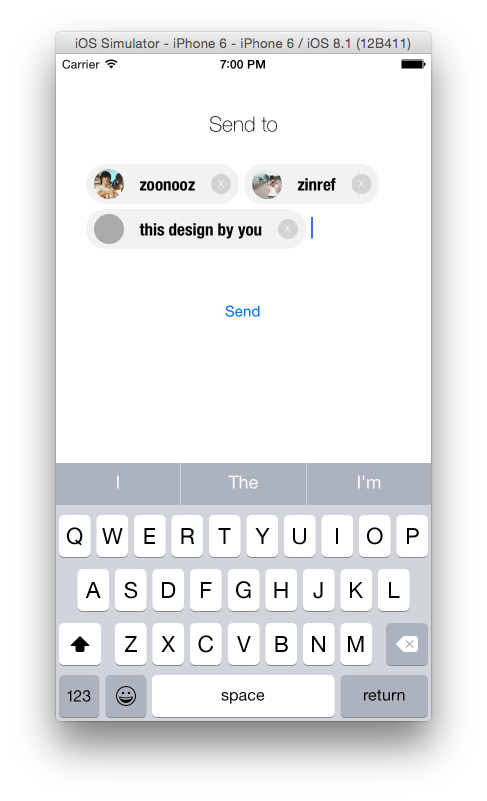 iOS Simulator - iPhone 6 - iPhone 6 / iOS 8.1 (12B411)
Carrier 7:00 PM
Send to
zoonooz X zinref X
this design by you X
Send
I The I'm
Q W E R T Y U I O P
A S D F G H J K L
Z X C V B N M
123 space return